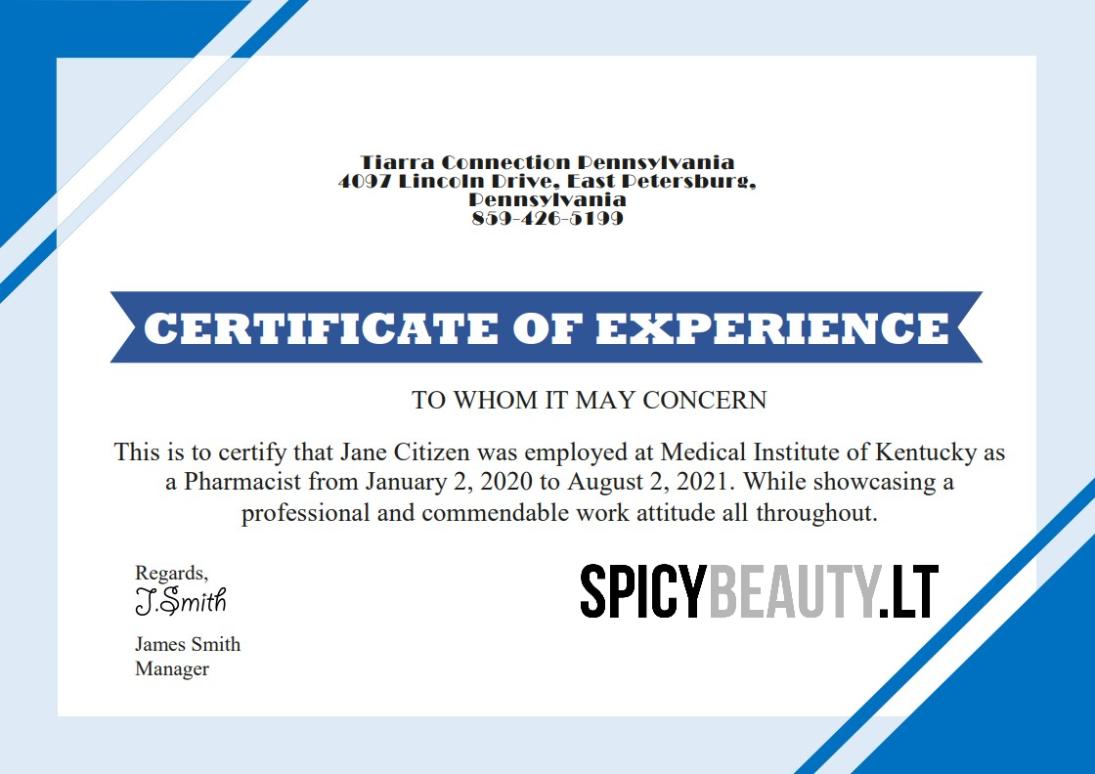 Tiarra Connection Pennsylvania
4097 Lincoln Drive, East Petersburg,
Pennsylvania
859-426-5199
CERTIFICATE OF EXPERIENCE
TO WHOM IT MAY CONCERN
This is to certify that Jane Citizen was employed at Medical Institute of Kentucky as
a Pharmacist from January 2, 2020 to August 2, 2021. While showcasing a
professional and commendable work attitude all throughout.
Regards,
J.Smith
James Smith
Manager
SPICYBEAUTY.LT